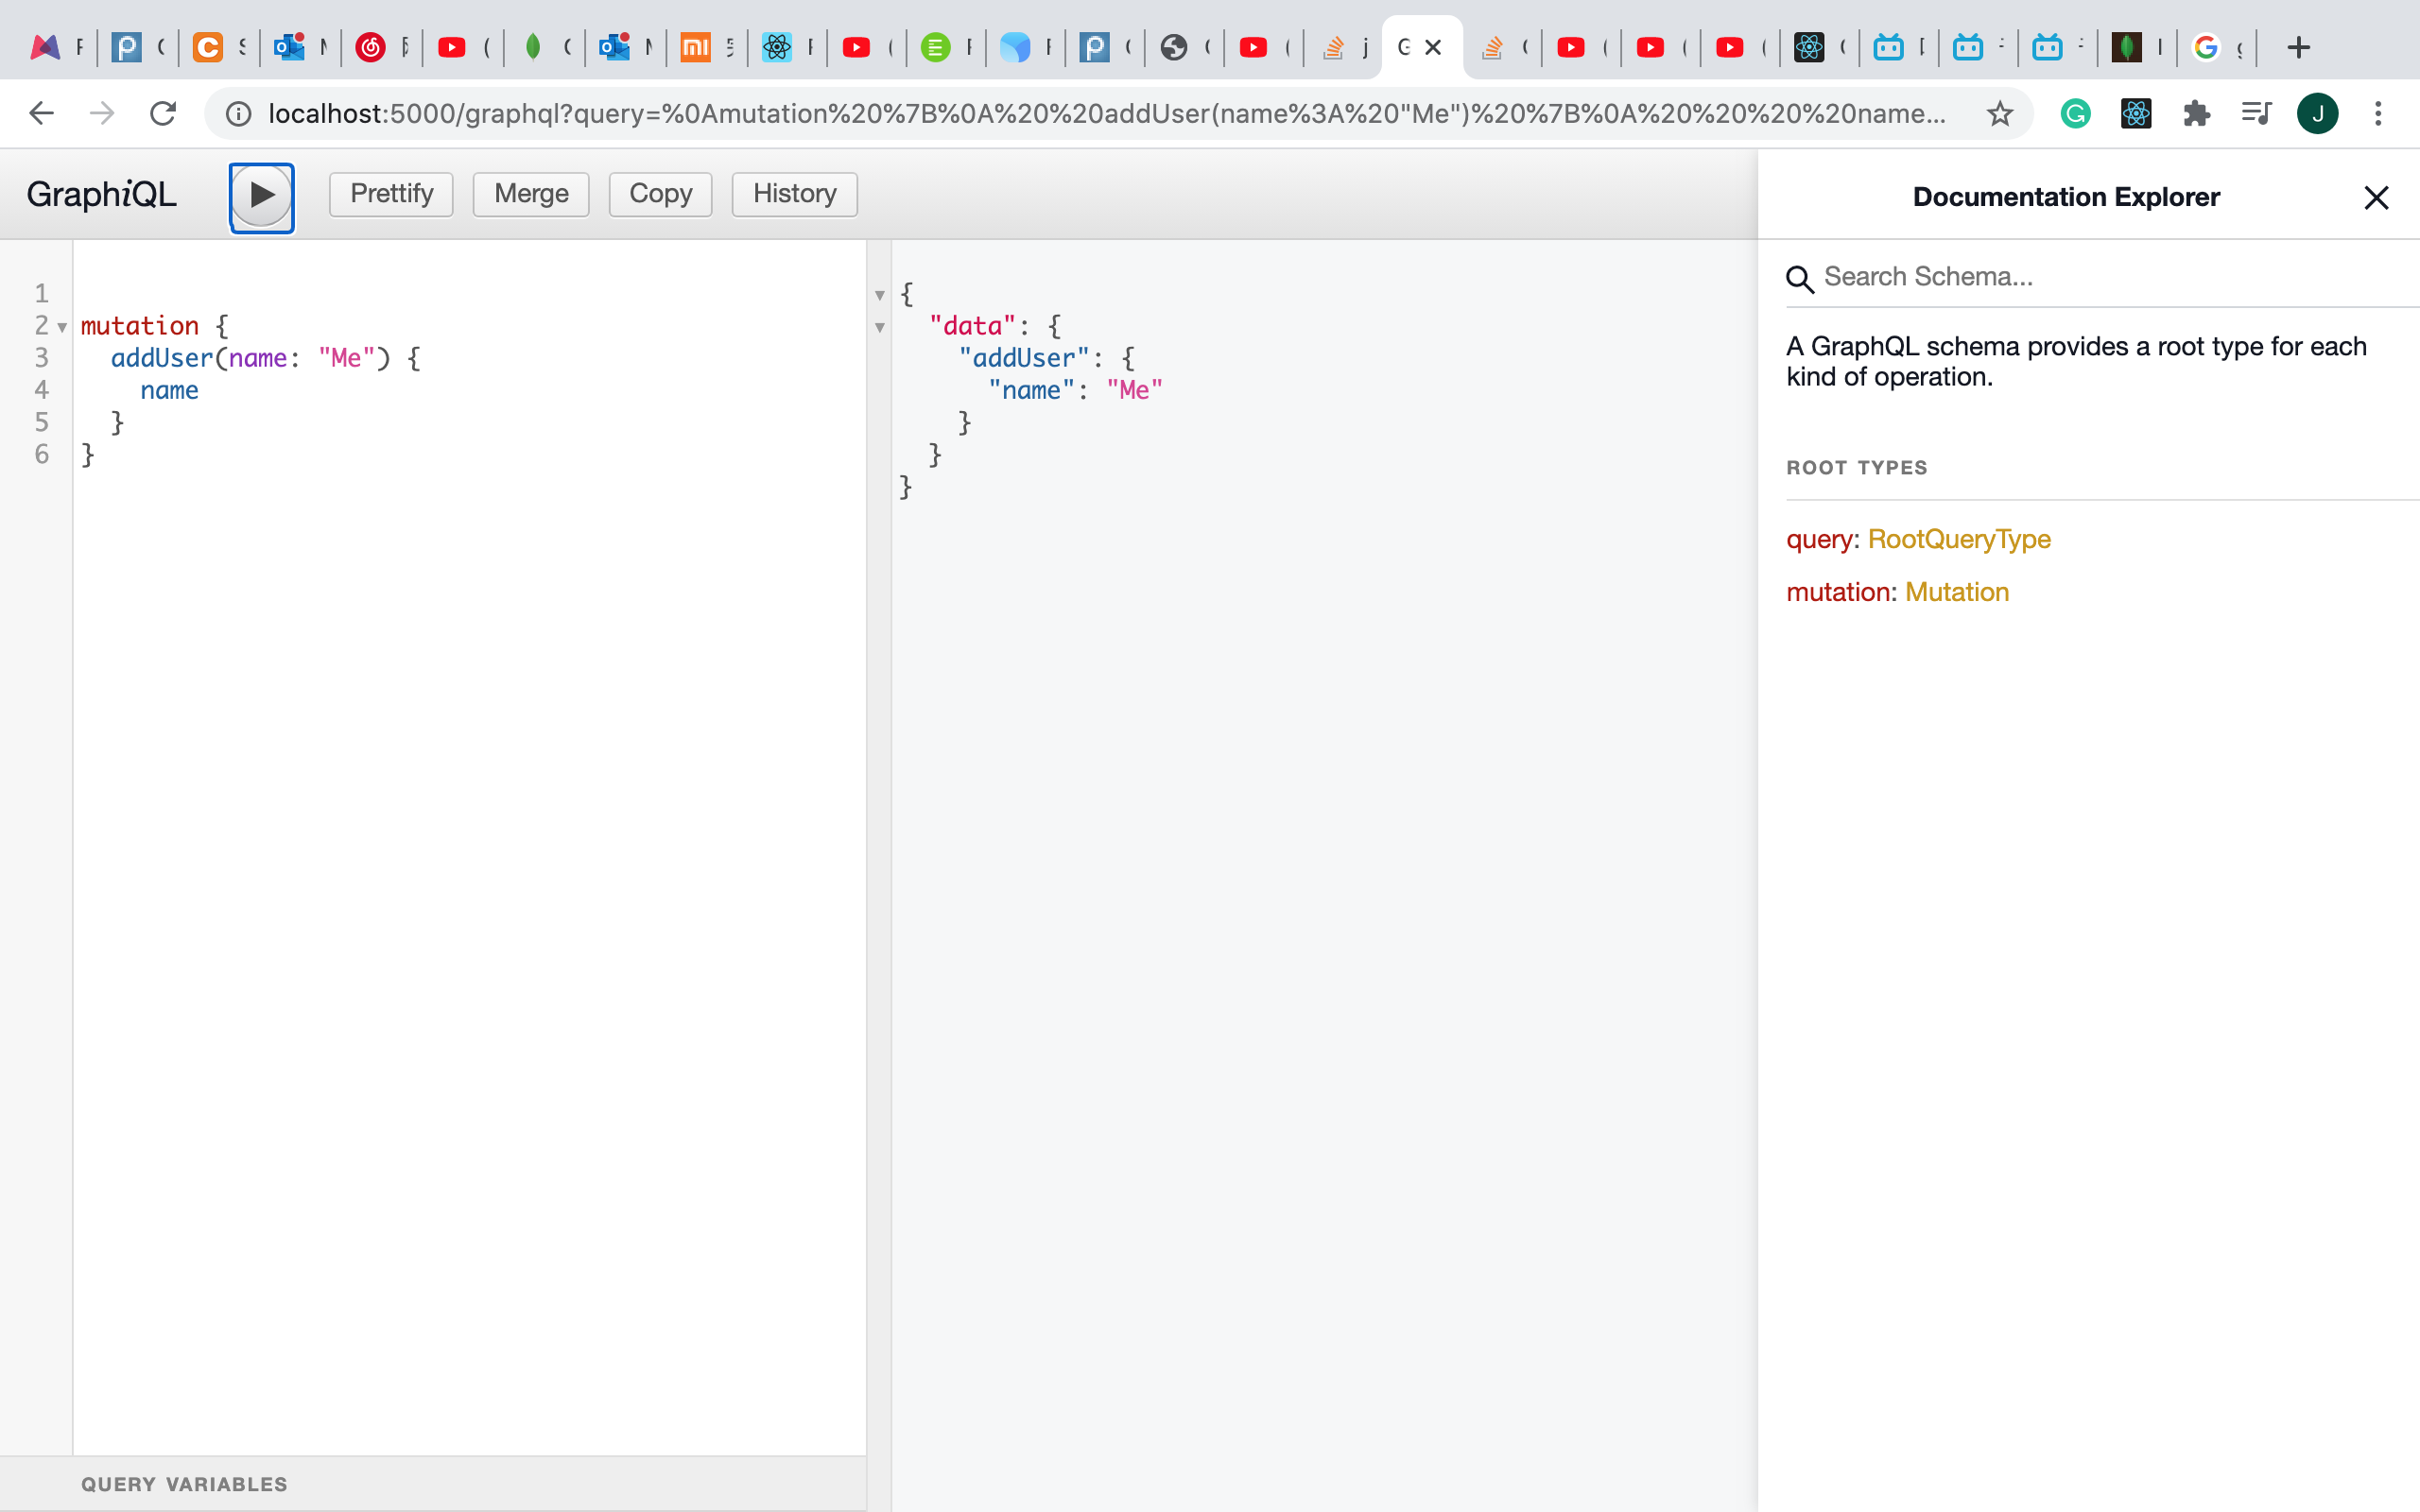 localhost:5000/graphql?query=%0Amutation%20%7B%0A%20%20addUser(name%3A%20"Me")%20%7B%0A%20%20%20%20name...
J
GraphiQL
Prettify
Merge
Copy
History
Documentation Explorer
1
2 mutation {
3 addUser(name: "Me") {
4 name
5 }
6 }
{
"data": {
"addUser": {
"name": "Me"
}
}
}
Search Schema...
A GraphQL schema provides a root type for each
kind of operation.
ROOT TYPES
query: RootQueryType
mutation: Mutation
QUERY VARIABLES